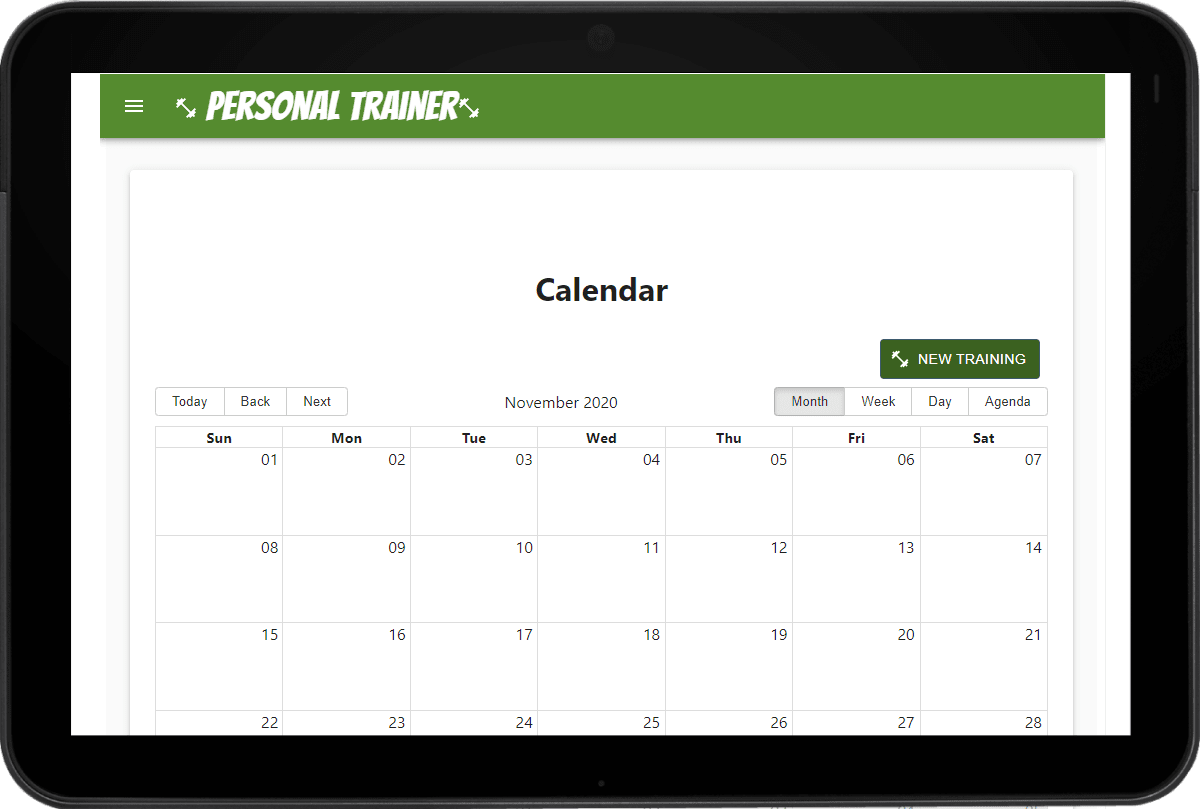 PERSONAL TRAINER
Calendar
NEW TRAINING
Today Back Next November 2020 Month Week Day Agenda
Sun Mon Tue Wed Thu Fri Sat
01 02 03 04 05 06 07
08 09 10 11 12 13 14
15 16 17 18 19 20 21
22 23 24 25 26 27 28